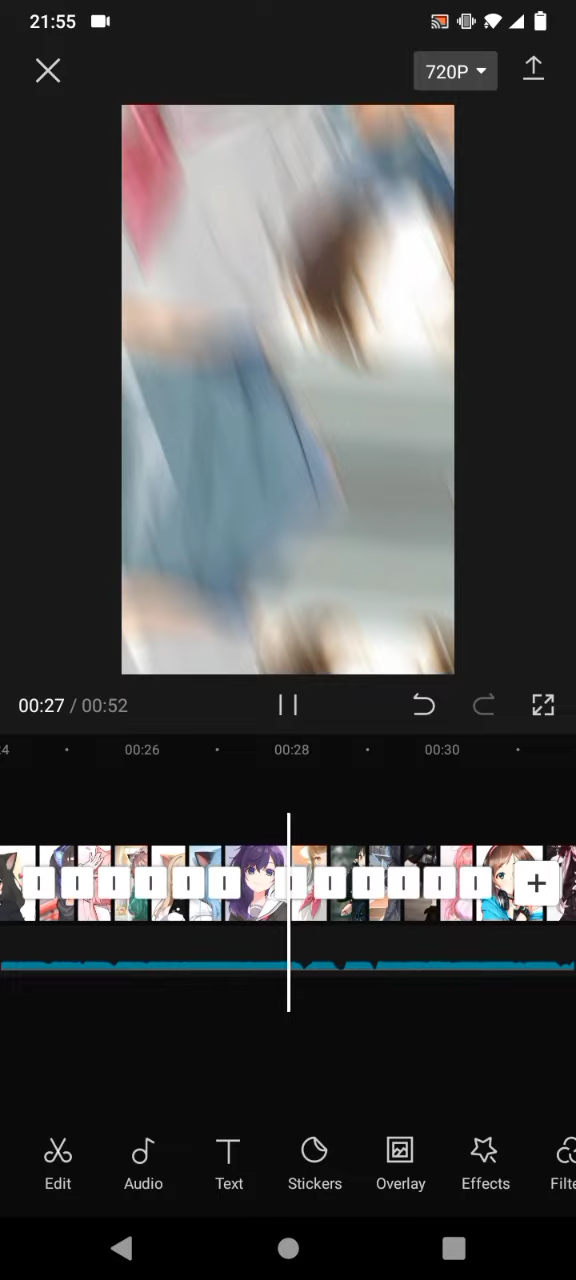 21:55
720P
00:27 / 00:52
00:26
00:28
00:30
Edit
Audio
Text
Stickers
Overlay
Effects